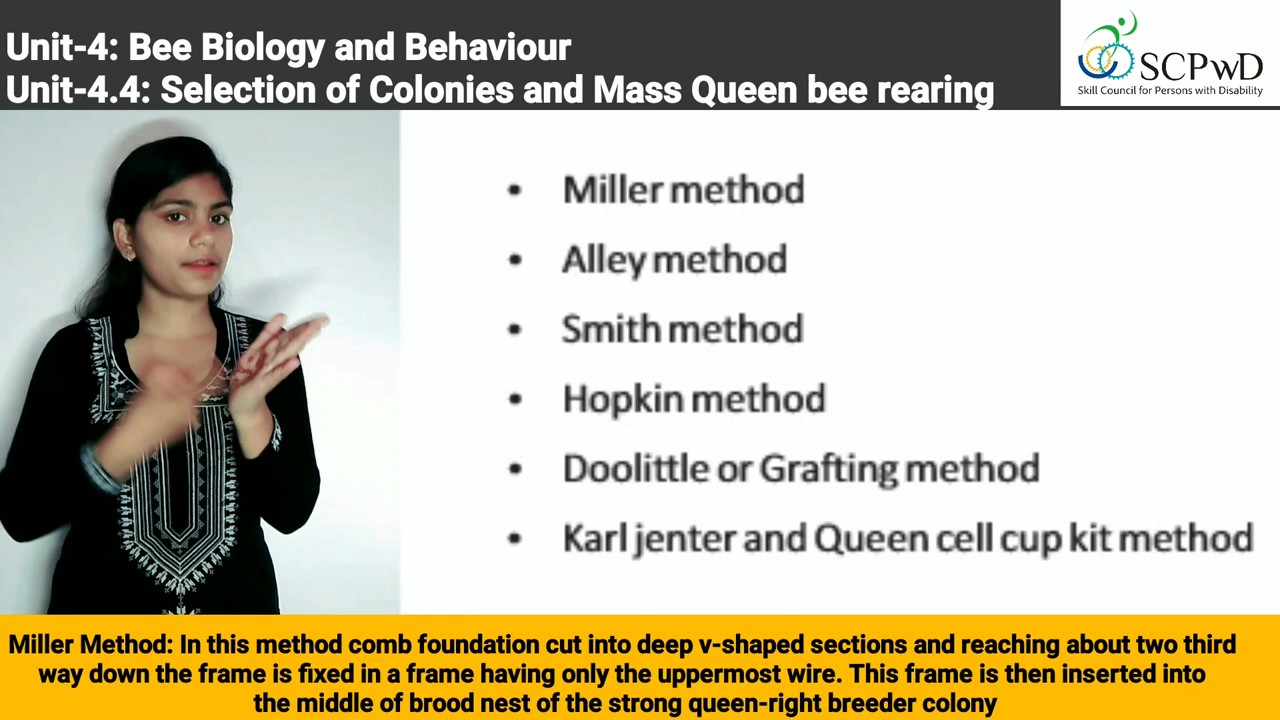 Unit-4: Bee Biology and Behaviour
Unit-4.4: Selection of Colonies and Mass Queen bee rearing
SCPwD
Skill Council for Persons with Disability
• Miller method
• Alley method
• Smith method
• Hopkin method
• Doolittle or Grafting method
• Karl jenter and Queen cell cup kit method
Miller Method: In this method comb foundation cut into deep v-shaped sections and reaching about two third
way down the frame is fixed in a frame having only the uppermost wire. This frame is then inserted into
the middle of brood nest of the strong queen-right breeder colony